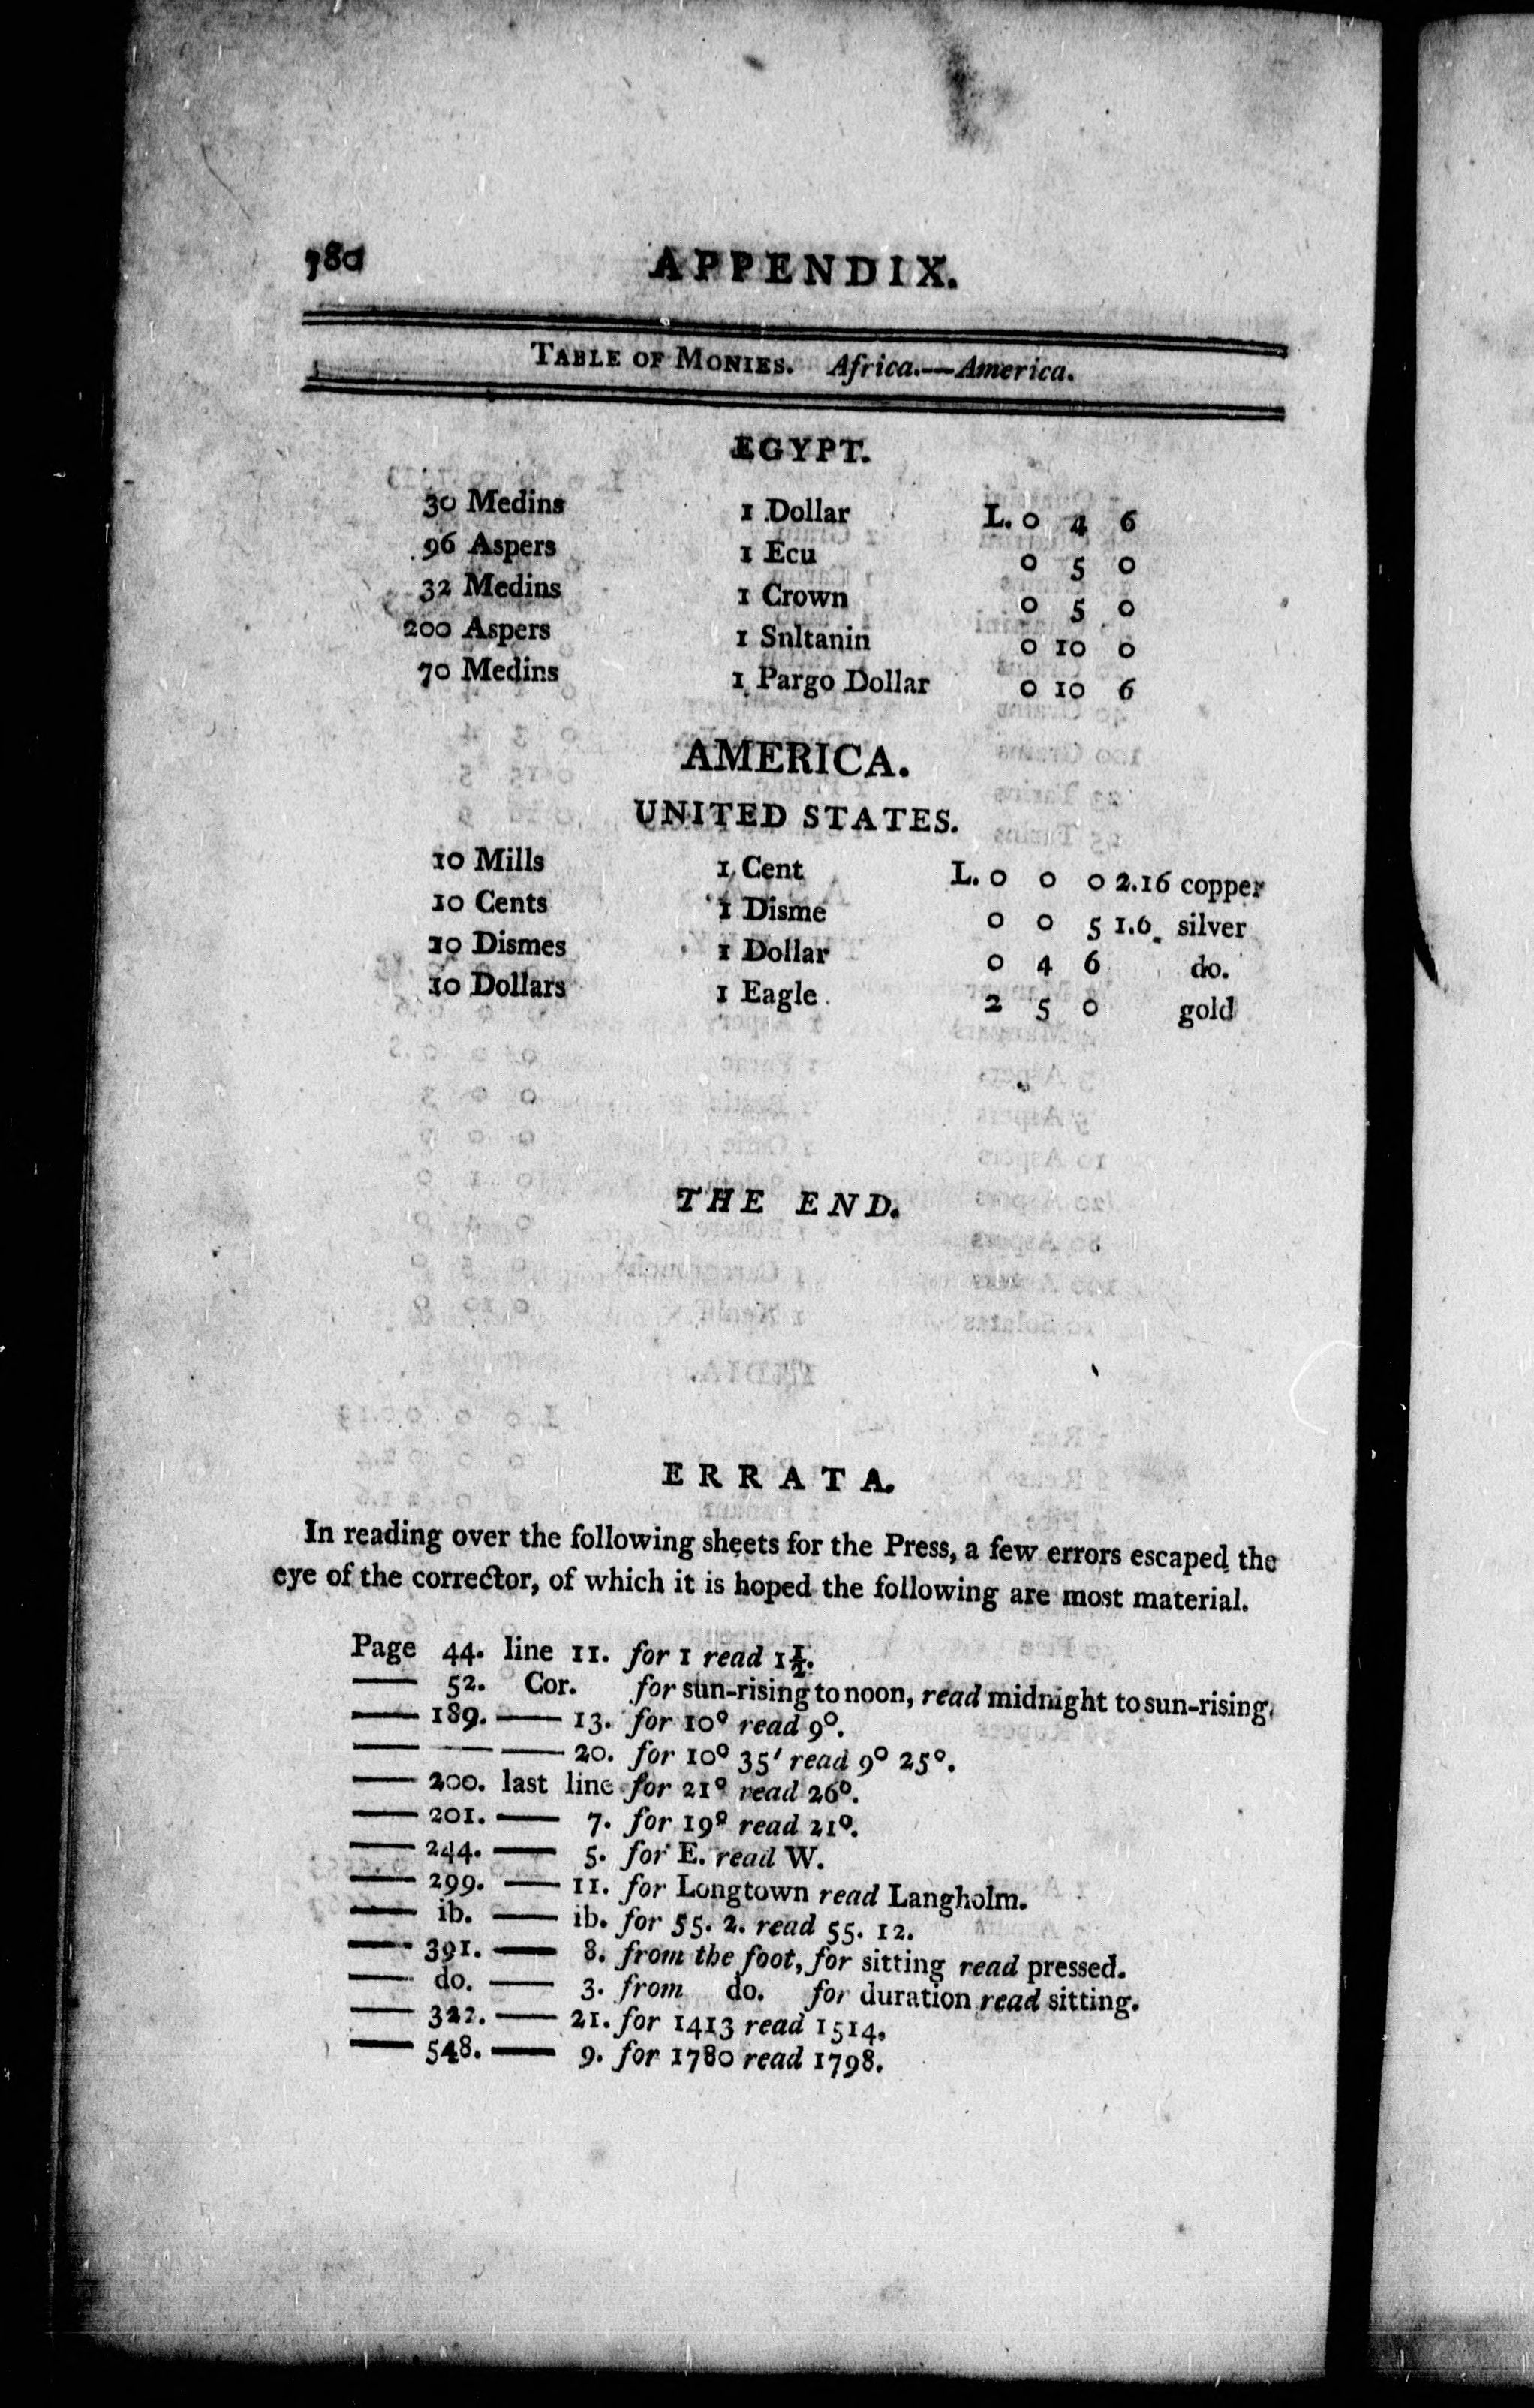 780 APPENDIX.
TABLE OF MONIES. Africa.—America.
EGYPT.
30 Medins 1 Dollar L. 0 4 6
96 Aspers 1 Ecu 0 5 0
32 Medins 1 Crown 0 5 0
200 Aspers 1 Snltanin 0 10 0
70 Medins 1 Pargo Dollar 0 10 6
AMERICA.
UNITED STATES.
10 Mills 1 Cent L. 0 0 0 2.16 copper
10 Cents 1 Disme 0 0 5 1.6. silver
10 Dismes 1 Dollar 0 4 6 do.
10 Dollars 1 Eagle 2 5 0 gold
THE END.
ERRATA.
In reading over the following sheets for the Press, a few errors escaped the
eye of the corrector, of which it is hoped the following are most material.
Page 44. line 11. for 1 read 1½.
—— 52. Cor. for sun-rising to noon, read midnight to sun-rising.
—— 189. —— 13. for 10° read 9°.
—— —— —— 20. for 10° 35′ read 9° 25°.
—— 200. last line for 21° read 26°.
—— 201. —— 7. for 19° read 21°.
—— 244. —— 5. for E. read W.
—— 299. —— 11. for Longtown read Langholm.
—— ib. —— ib. for 55. 2. read 55. 12.
—— 391. —— 8. from the foot, for sitting read pressed.
—— do. —— 3. from do. for duration read sitting.
—— 322. —— 21. for 1413 read 1514.
—— 548. —— 9. for 1780 read 1798.